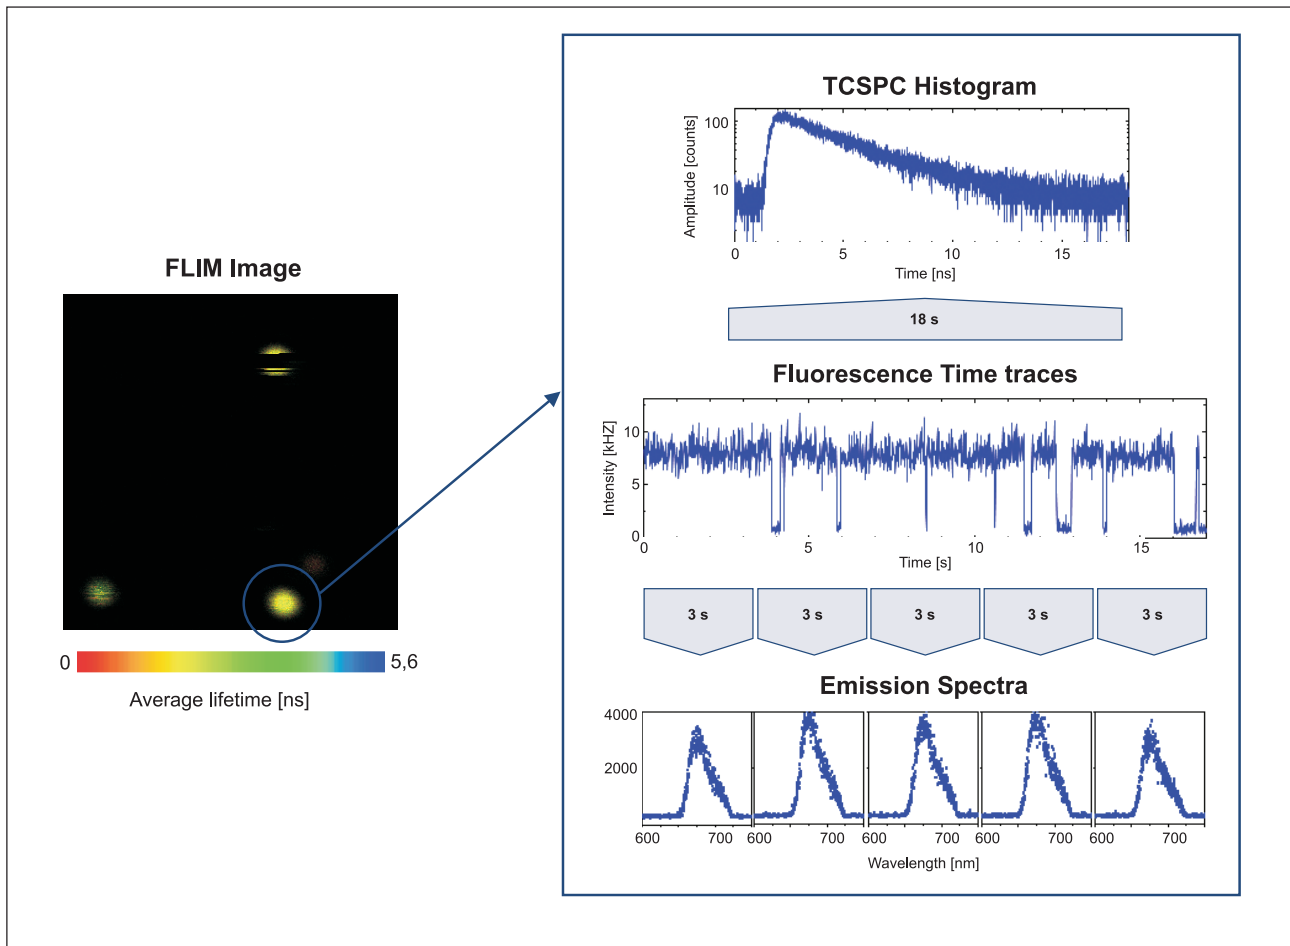 FLIM Image
0 5,6
Average lifetime [ns]
TCSPC Histogram
Amplitude [counts]
100
10
0 5 10 15
Time [ns]
18 s
Fluorescence Time traces
Intensity [kHZ]
10
5
0
0 5 10 15
Time [s]
3 s 3 s 3 s 3 s 3 s
Emission Spectra
4000
2000
600 700 600 700 600 700 600 700 600 700
Wavelength [nm]